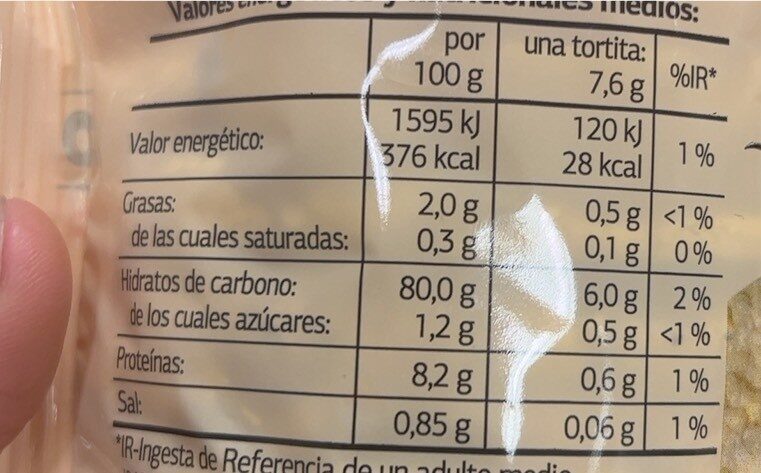 Valores medios:
por 100 g una tortita: 7,6 g %IR*
Valor energético: 1595 kJ 120 kJ 1%
376 kcal 28 kcal
Grasas: 2,0 g 0,5 g <1%
de las cuales saturadas: 0,3 g 0,1 g 0%
Hidratos de carbono: 80,0 g 6,0 g 2%
de los cuales azúcares: 1,2 g 0,5 g <1%
Proteínas: 8,2 g 0,6 g 1%
Sal: 0,85 g 0,06 g 1%
*IR-Ingesta de Referencia de un adulto medio